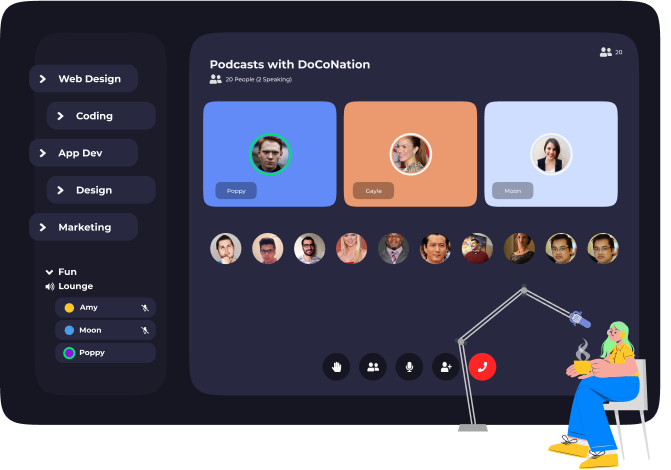 Web Design
Coding
App Dev
Design
Marketing
Fun
Lounge
Amy
Moon
Poppy
20
Podcasts with DoCoNation
20 People (2 Speaking)
Poppy
Gayle
Moon